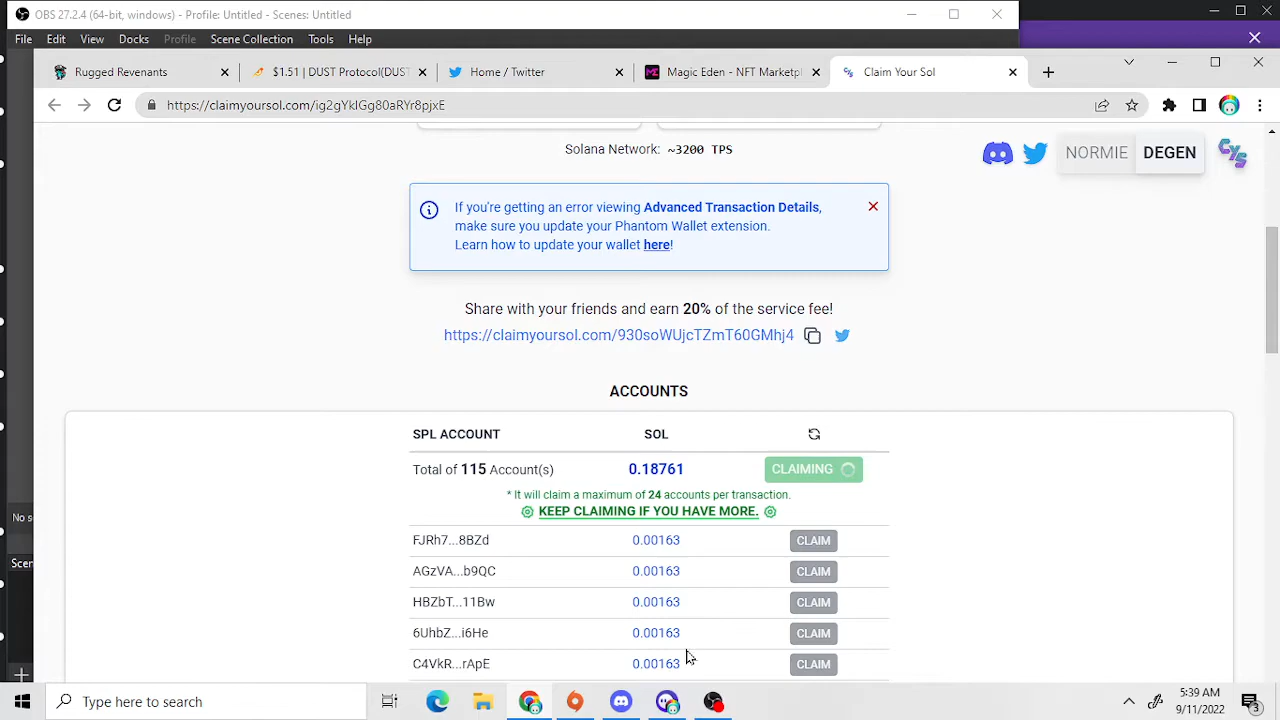 OBS 27.2.4 (64-bit, windows) - Profile: Untitled - Scenes: Untitled
File Edit View Docks Profile Scene Collection Tools Help
Rugged Revenants $1.51 | DUST Protocol(DUST Home / Twitter Magic Eden - NFT Marketp Claim Your Sol
https://claimyoursol.com/ig2gYklGg80aRYr8pjxE
Solana Network: ~3200 TPS
NORMIE DEGEN
If you're getting an error viewing Advanced Transaction Details,
make sure you update your Phantom Wallet extension.
Learn how to update your wallet here!
Share with your friends and earn 20% of the service fee!
https://claimyoursol.com/930soWUjcTZmT60GMhj4
ACCOUNTS
SPL ACCOUNT SOL
Total of 115 Account(s) 0.18761 CLAIMING
* It will claim a maximum of 24 accounts per transaction.
KEEP CLAIMING IF YOU HAVE MORE.
No s
FJRh7...8BZd 0.00163 CLAIM
Scen
AGzVA...b9QC 0.00163 CLAIM
HBZbT...11Bw 0.00163 CLAIM
6UhbZ...i6He 0.00163 CLAIM
C4VkR...rApE 0.00163 CLAIM
Type here to search
5:39 AM
9/11/2022
3